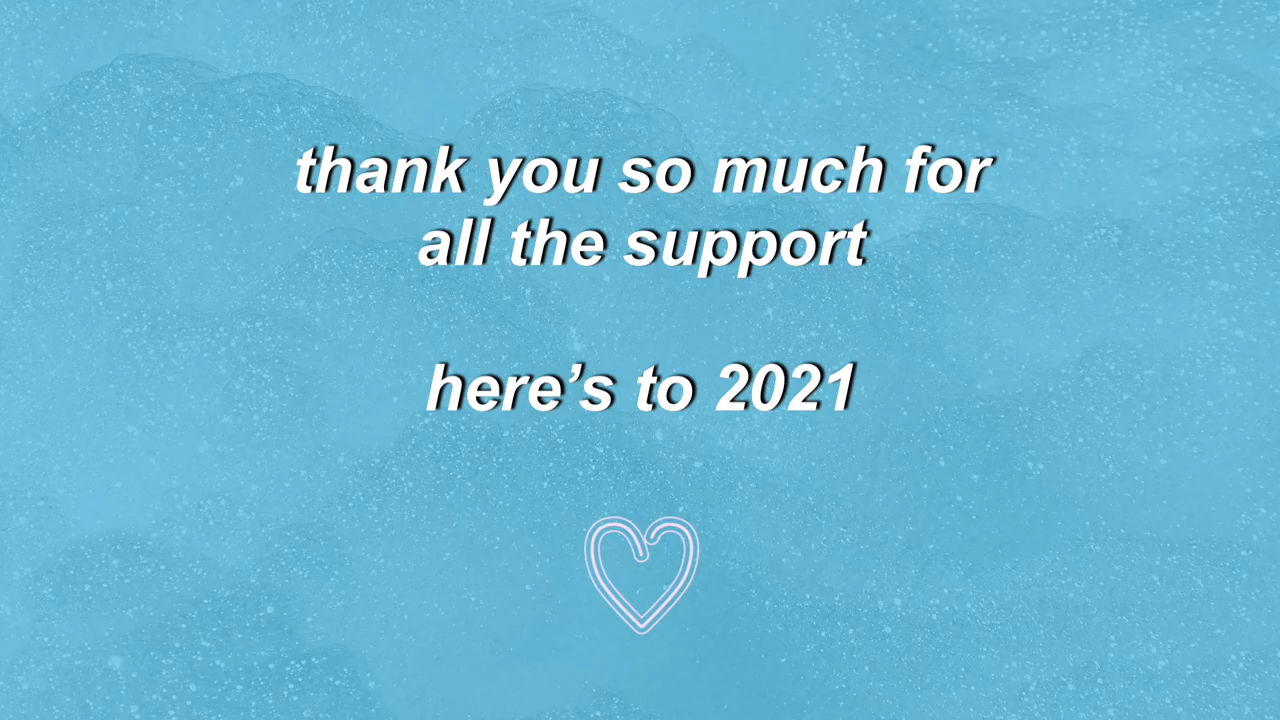 thank you so much for
all the support
here’s to 2021